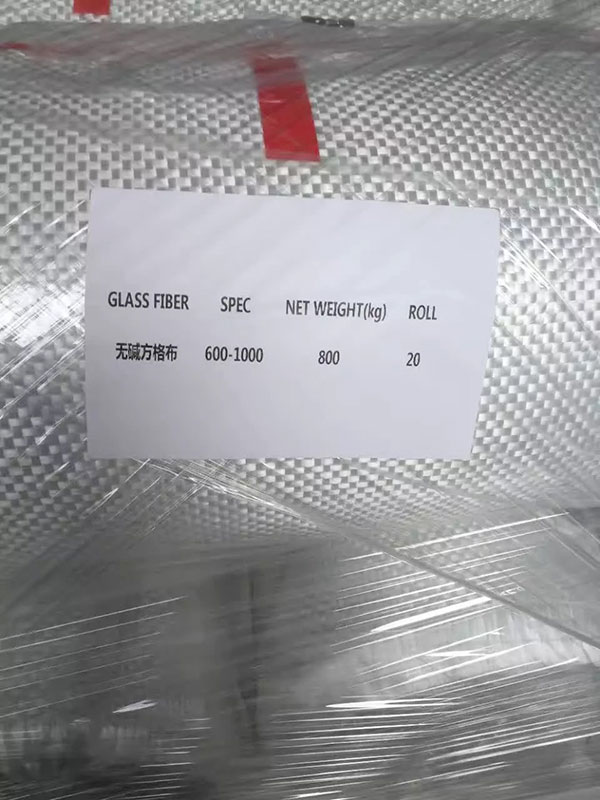 GLASS FIBER SPEC NET WEIGHT(kg) ROLL
无碱方格布 600-1000 800 20